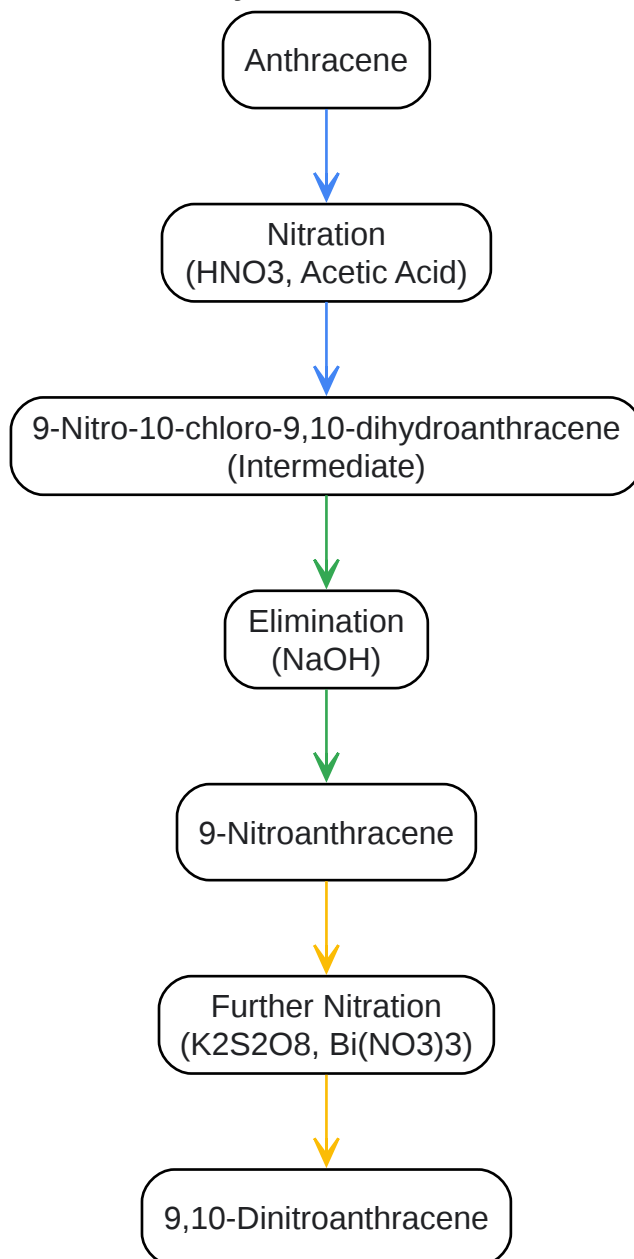 Anthracene
Nitration
(HNO3, Acetic Acid)
9-Nitro-10-chloro-9,10-dihydroanthracene
(Intermediate)
Elimination
(NaOH)
9-Nitroanthracene
Further Nitration
(K2S2O8, Bi(NO3)3)
9,10-Dinitroanthracene